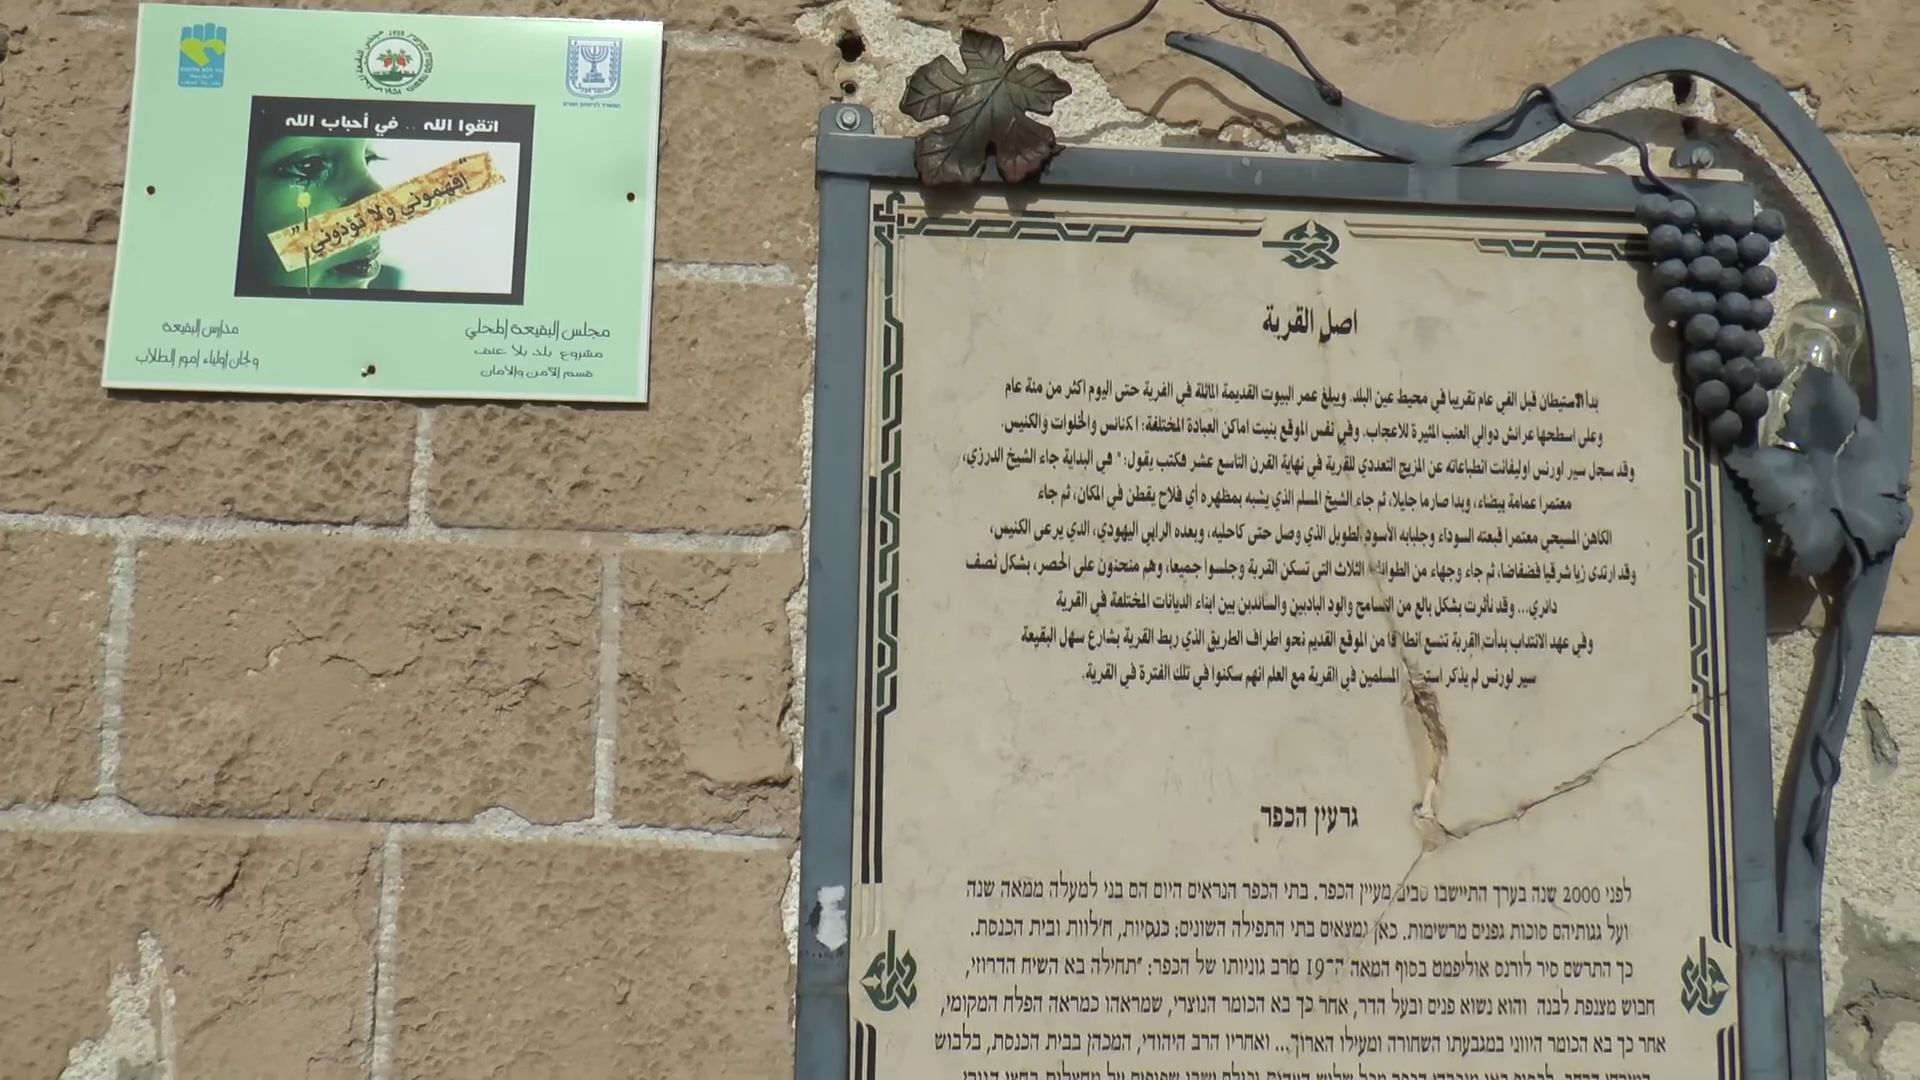 اتقوا الله .. في أحباب الله
"إفهموني ولا تؤذوني"
مجلس البقيعة المحلي
مشروع بلد بلا عنف
قسم الأمن والأمان
مدارس البقيعة
ولجان أولياء أمور الطلاب
اصل القرية
بدأ الاستيطان قبل الفي عام تقريبا في محيط عين البلد. ويبلغ عمر البيوت القديمة الماثلة في القرية حتى اليوم اكثر من مئة عام
وعلى اسطحها عرائش دوالي العنب المثيرة للاعجاب. وفي نفس الموقع بنيت اماكن العبادة المختلفة: الكنائس والخلوات والكنيس.
وقد سجل سير لورنس اوليفانت انطباعاته عن المزيج التعددي للقرية في نهاية القرن التاسع عشر فكتب يقول: " في البداية جاء الشيخ الدرزي،
معتمرا عمامة بيضاء، وبدا صارما جليلا، ثم جاء الشيخ المسلم الذي يشبه بمظهره أي فلاح يقطن في المكان، ثم جاء
الكاهن المسيحي معتمرا قبعته السوداء وجلبابه الأسود الطويل الذي وصل حتى كاحليه، وبعده الرابي اليهودي، الذي يرعى الكنيس،
وقد ارتدى زيا شرقيا فضفاضا، ثم جاء وجهاء من الطوائف الثلاث التي تسكن القرية وجلسوا جميعا، وهم منحنون على الحصر، بشكل نصف
دائري... وقد تأثرت بشكل بالغ من التسامح والود الباديين والسائدين بين ابناء الديانات المختلفة في القرية
وفي عهد الانتداب بدأت القرية تتسع انطلاقا من الموقع القديم نحو اطراف الطريق الذي ربط القرية بشارع سهل البقيعة
سير لورنس لم يذكر المسلمين في القرية مع العلم انهم سكنوا في تلك الفترة في القرية.
גרעין הכפר
לפני 2000 שנה בערך התיישבו סביב מעיין הכפר. בתי הכפר הנראים היום הם בני למעלה ממאה שנה
ועל גגותיהם סוכות גפנים מרשימות. כאן נמצאים בתי התפילה השונים: כנסיות, ח'לוות ובית הכנסת.
כך התרשם סיר לורנס אוליפמט בסוף המאה ה־19 מרב גוניותו של הכפר: "תחילה בא השיח הדרוזי,
חבוש מצנפת לבנה והוא נשוא פנים ובעל הדר, אחר כך בא הכומר הנוצרי, שמראהו כמראה הפלח המקומי,
אחר כך בא הכומר היווני במגבעתו השחורה ומעילו הארוך... ואחריו הרב היהודי, המכהן בבית הכנסת, בלבוש